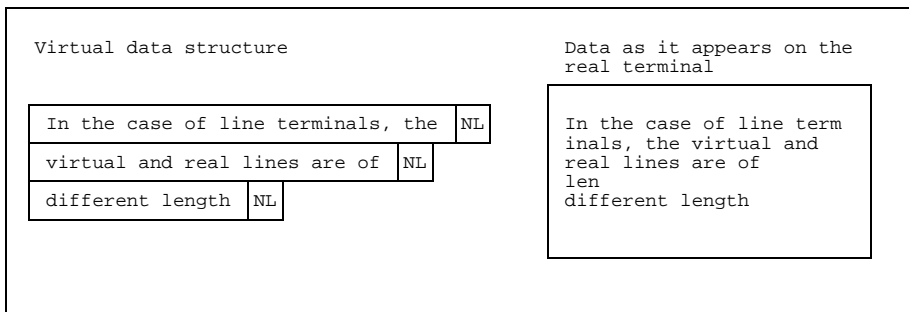 Virtual data structure
Data as it appears on the
real terminal
In the case of line terminals, the NL
virtual and real lines are of NL
different length NL
In the case of line term
inals, the virtual and
real lines are of
len
different length